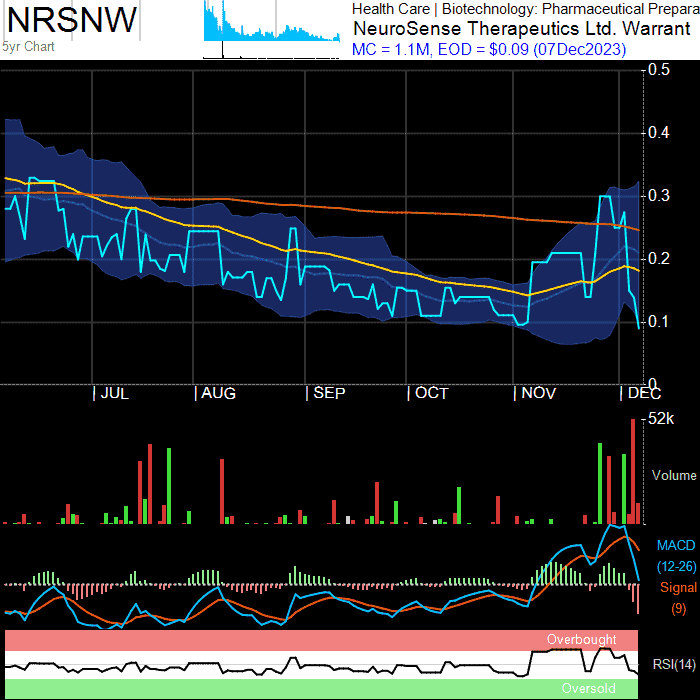 NRSNW
5yr Chart
Health Care | Biotechnology: Pharmaceutical Prepara
NeuroSense Therapeutics Ltd. Warrant
MC = 1.1M, EOD = $0.09 (07Dec2023)
0.5
0.4
0.3
0.2
0.1
0
| JUL | AUG | SEP | OCT | NOV | DEC
52k
Volume
MACD
(12-26)
Signal
(9)
Overbought
RSI(14)
Oversold